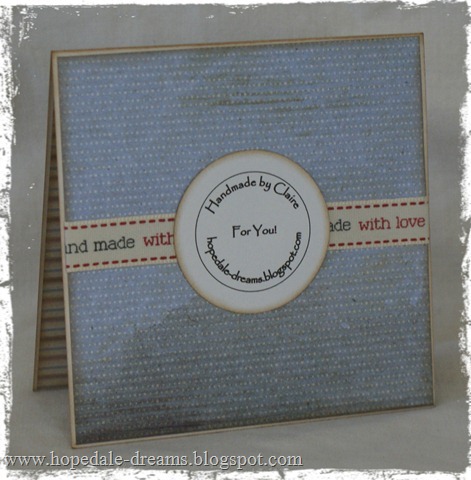 Handmade by Claire
For You!
hopedale-dreams.blogspot.com
and made with
ade with love
www.hopedale-dreams.blogspot.com